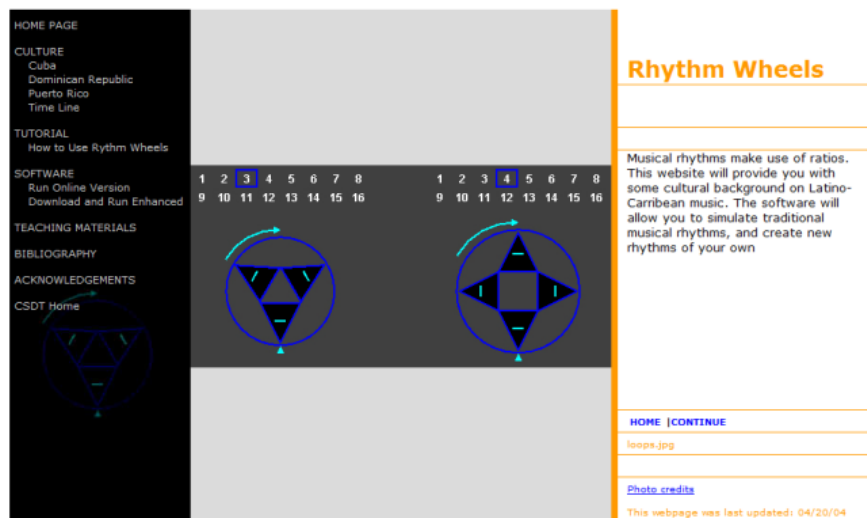 HOME PAGE
CULTURE
Cuba
Dominican Republic
Puerto Rico
Time Line
TUTORIAL
How to Use Rythm Wheels
SOFTWARE
Run Online Version
Download and Run Enhanced
TEACHING MATERIALS
BIBLIOGRAPHY
ACKNOWLEDGEMENTS
CSDT Home
1 2 3 4 5 6 7 8
9 10 11 12 13 14 15 16
1 2 3 4 5 6 7 8
9 10 11 12 13 14 15 16
Rhythm Wheels
Musical rhythms make use of ratios.
This website will provide you with
some cultural background on Latino-
Carribean music. The software will
allow you to simulate traditional
musical rhythms, and create new
rhythms of your own
HOME |CONTINUE
loops.jpg
Photo credits
This webpage was last updated: 04/20/04